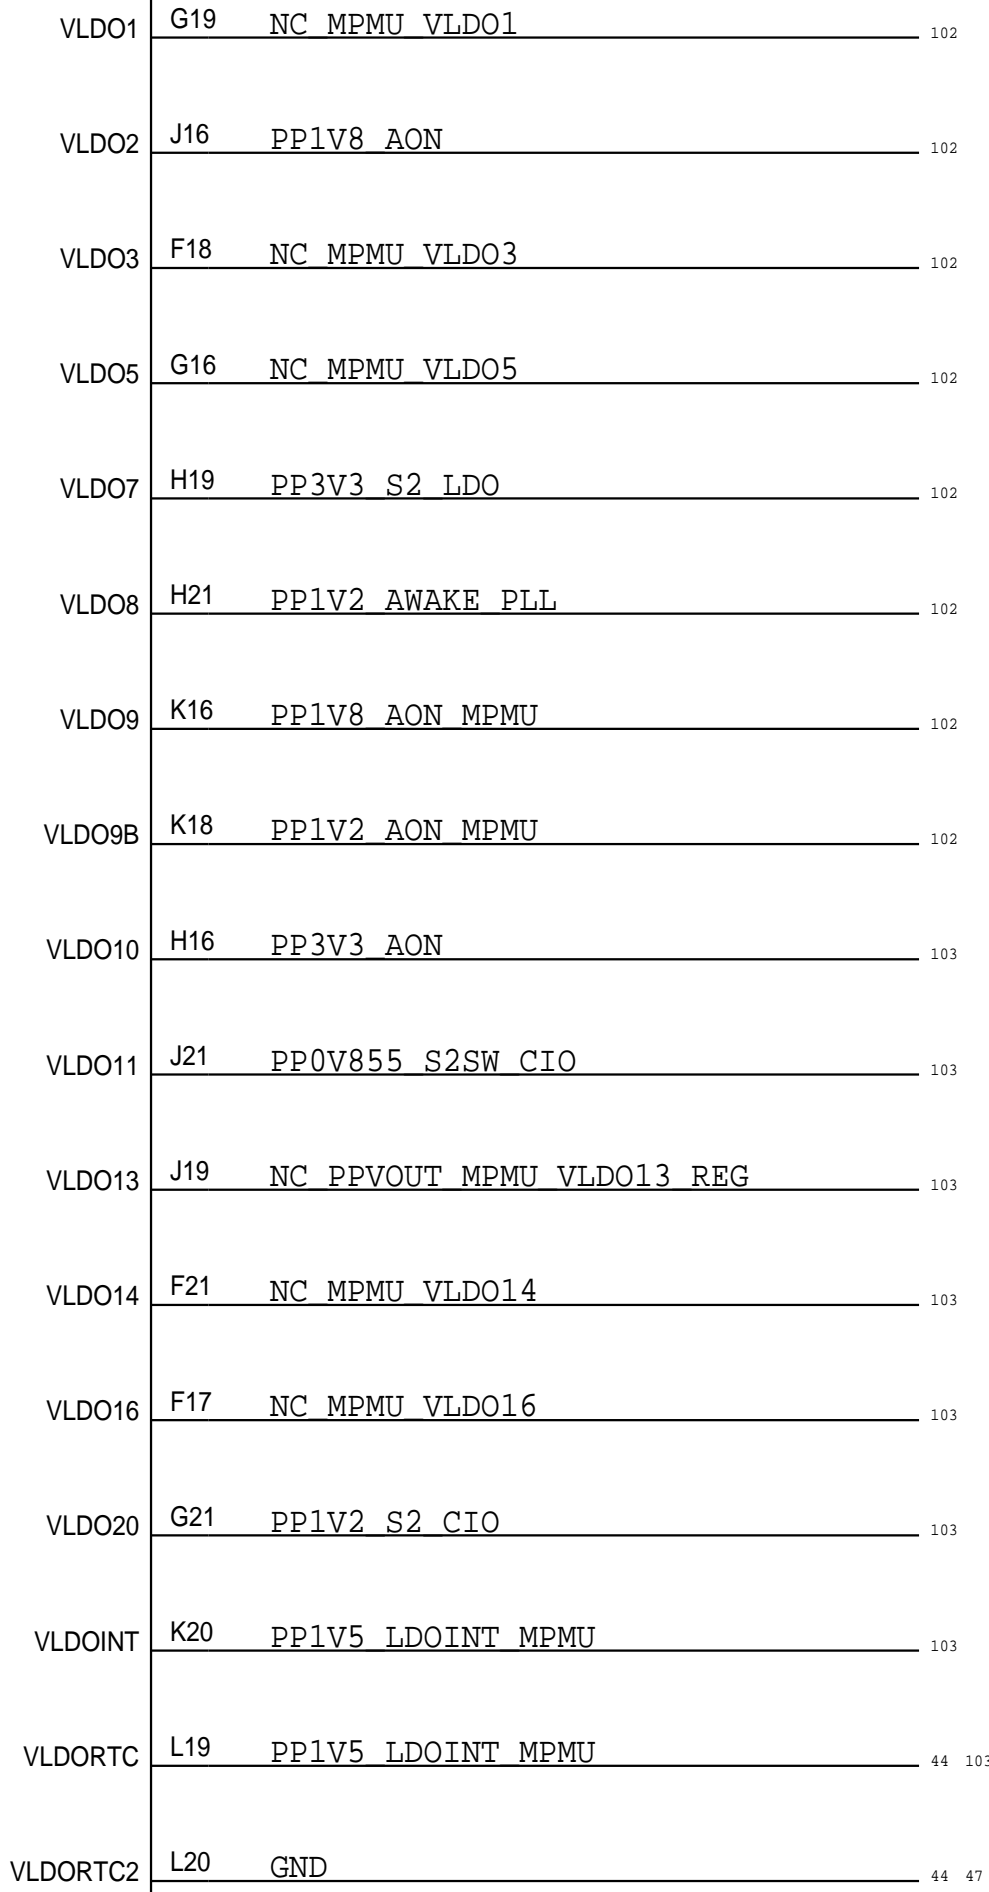 VLDO1 G19 NC_MPMU_VLDO1 102
VLDO2 J16 PP1V8_AON 102
VLDO3 F18 NC_MPMU_VLDO3 102
VLDO5 G16 NC_MPMU_VLDO5 102
VLDO7 H19 PP3V3_S2_LDO 102
VLDO8 H21 PP1V2_AWAKE_PLL 102
VLDO9 K16 PP1V8_AON_MPMU 102
VLDO9B K18 PP1V2_AON_MPMU 102
VLDO10 H16 PP3V3_AON 103
VLDO11 J21 PP0V855_S2SW_CIO 103
VLDO13 J19 NC_PPVOUT_MPMU_VLDO13_REG 103
VLDO14 F21 NC_MPMU_VLDO14 103
VLDO16 F17 NC_MPMU_VLDO16 103
VLDO20 G21 PP1V2_S2_CIO 103
VLDOINT K20 PP1V5_LDOINT_MPMU 103
VLDORTC L19 PP1V5_LDOINT_MPMU 44 103
VLDORTC2 L20 GND 44 47